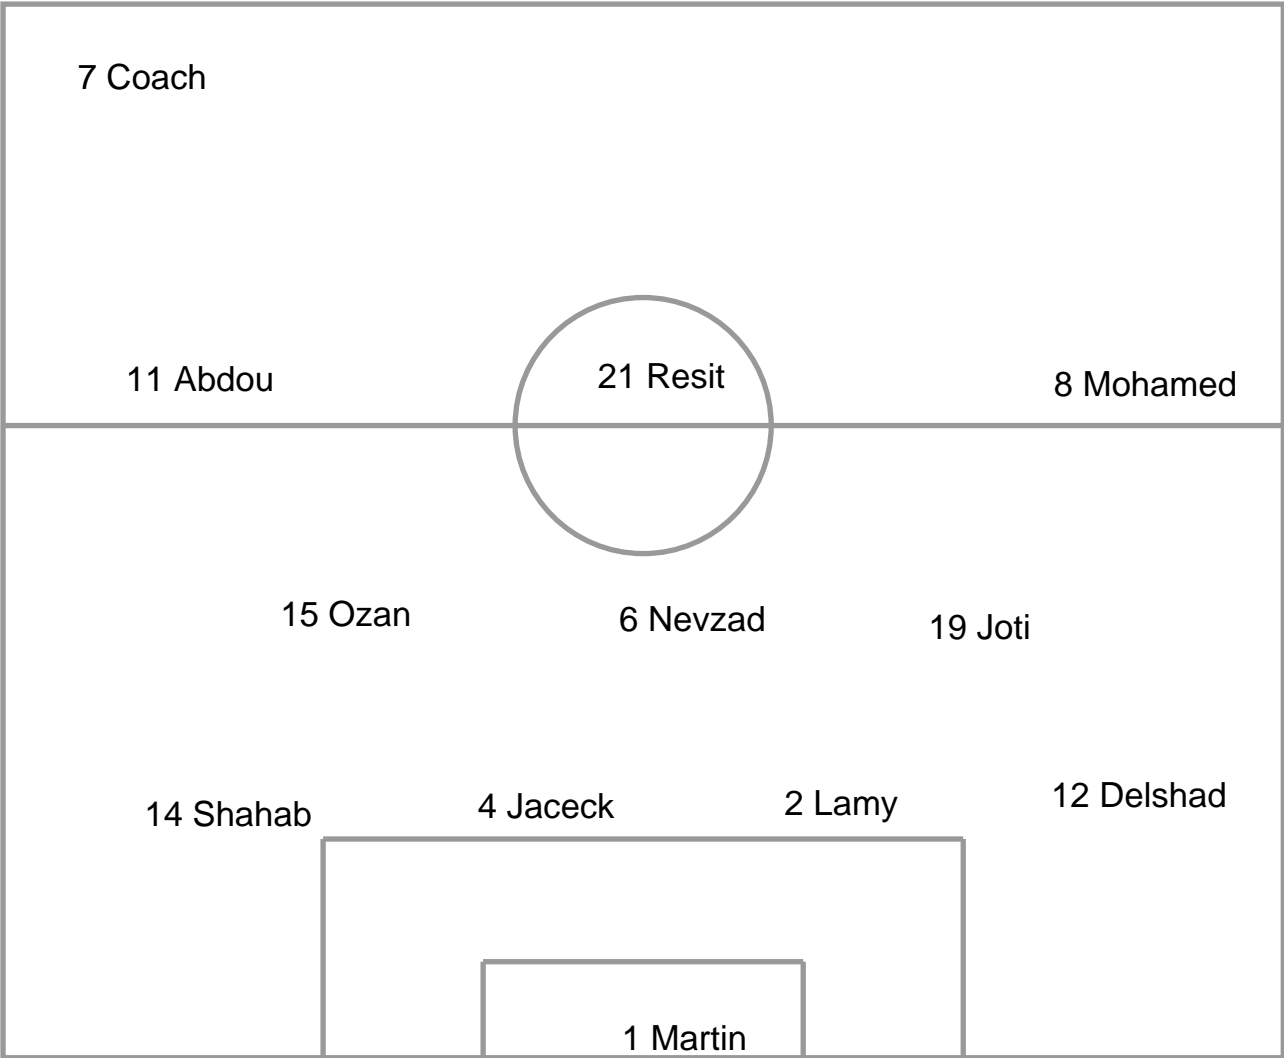 7 Coach
11 Abdou
21 Resit
8 Mohamed
15 Ozan
6 Nevzad
19 Joti
14 Shahab
4 Jaceck
2 Lamy
12 Delshad
1 Martin